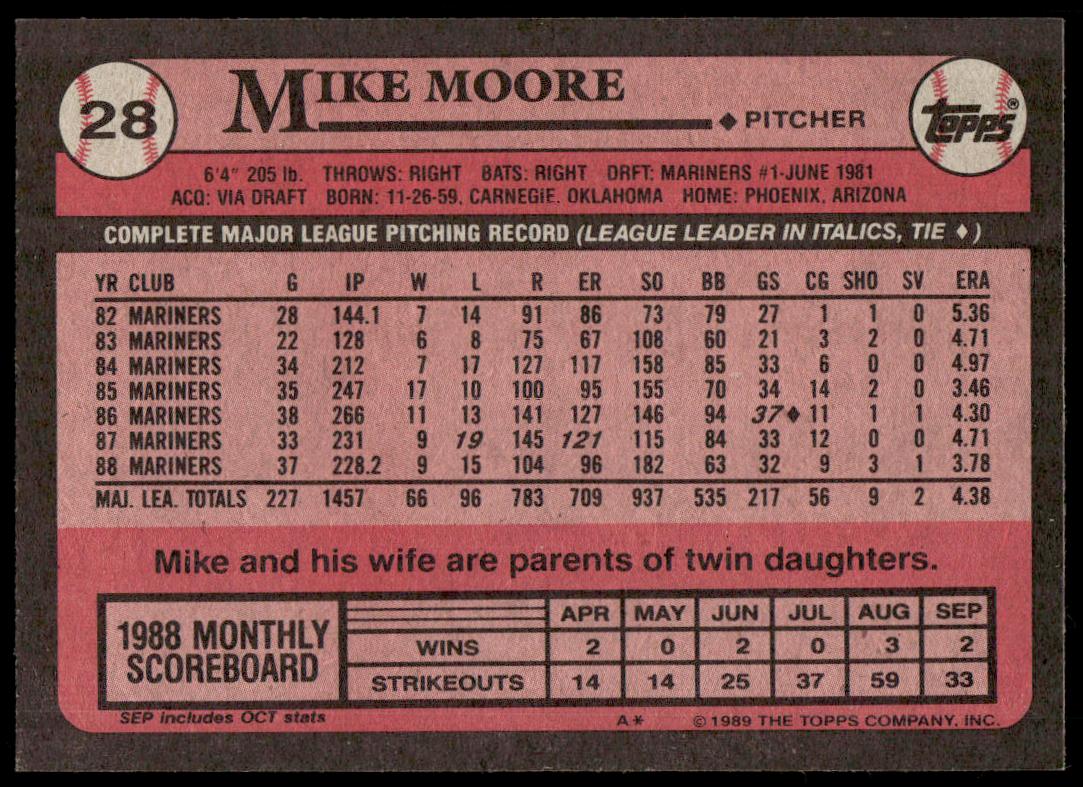 28
MIKE MOORE
◆ PITCHER
Topps®
6'4" 205 lb. THROWS: RIGHT BATS: RIGHT DRFT: MARINERS #1-JUNE 1981
ACQ: VIA DRAFT BORN: 11-26-59, CARNEGIE, OKLAHOMA HOME: PHOENIX, ARIZONA
COMPLETE MAJOR LEAGUE PITCHING RECORD (LEAGUE LEADER IN ITALICS, TIE ♦)
YR CLUB G IP W L R ER SO BB GS CG SHO SV ERA
82 MARINERS 28 144.1 7 14 91 86 73 79 27 1 1 0 5.36
83 MARINERS 22 128 6 8 75 67 108 60 21 3 2 0 4.71
84 MARINERS 34 212 7 17 127 117 158 85 33 6 0 0 4.97
85 MARINERS 35 247 17 10 100 95 155 70 34 14 2 0 3.46
86 MARINERS 38 266 11 13 141 127 146 94 37♦ 11 1 1 4.30
87 MARINERS 33 231 9 19 145 121 115 84 33 12 0 0 4.71
88 MARINERS 37 228.2 9 15 104 96 182 63 32 9 3 1 3.78
MAJ. LEA. TOTALS 227 1457 66 96 783 709 937 535 217 56 9 2 4.38
Mike and his wife are parents of twin daughters.
1988 MONTHLY
SCOREBOARD
APR MAY JUN JUL AUG SEP
WINS 2 0 2 0 3 2
STRIKEOUTS 14 14 25 37 59 33
SEP includes OCT stats
A* © 1989 THE TOPPS COMPANY, INC.